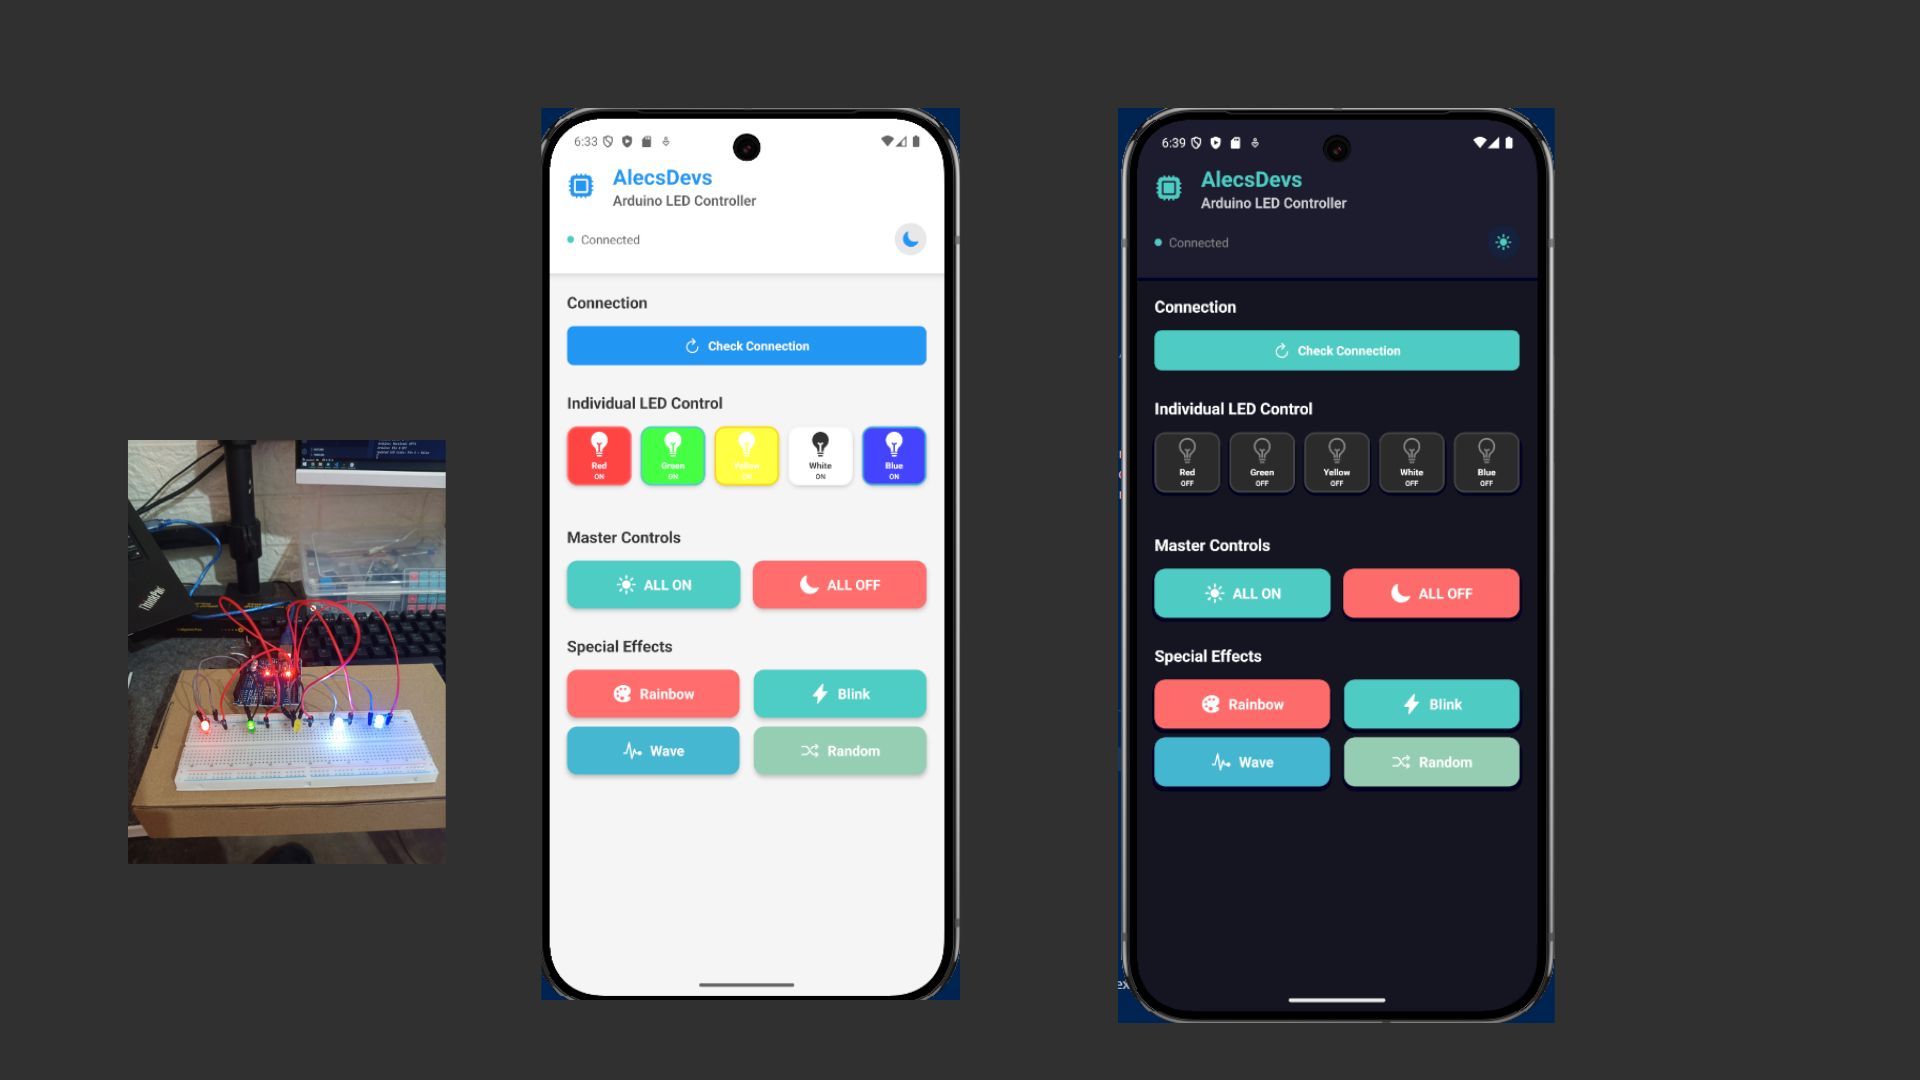 ThinkPad
6:33
AlecsDevs
Arduino LED Controller
Connected
Connection
Check Connection
Individual LED Control
Red Green Yellow White Blue
ON ON ON ON ON
Master Controls
ALL ON ALL OFF
Special Effects
Rainbow Blink
Wave Random
6:39
AlecsDevs
Arduino LED Controller
Connected
Connection
Check Connection
Individual LED Control
Red Green Yellow White Blue
OFF OFF OFF OFF OFF
Master Controls
ALL ON ALL OFF
Special Effects
Rainbow Blink
Wave Random